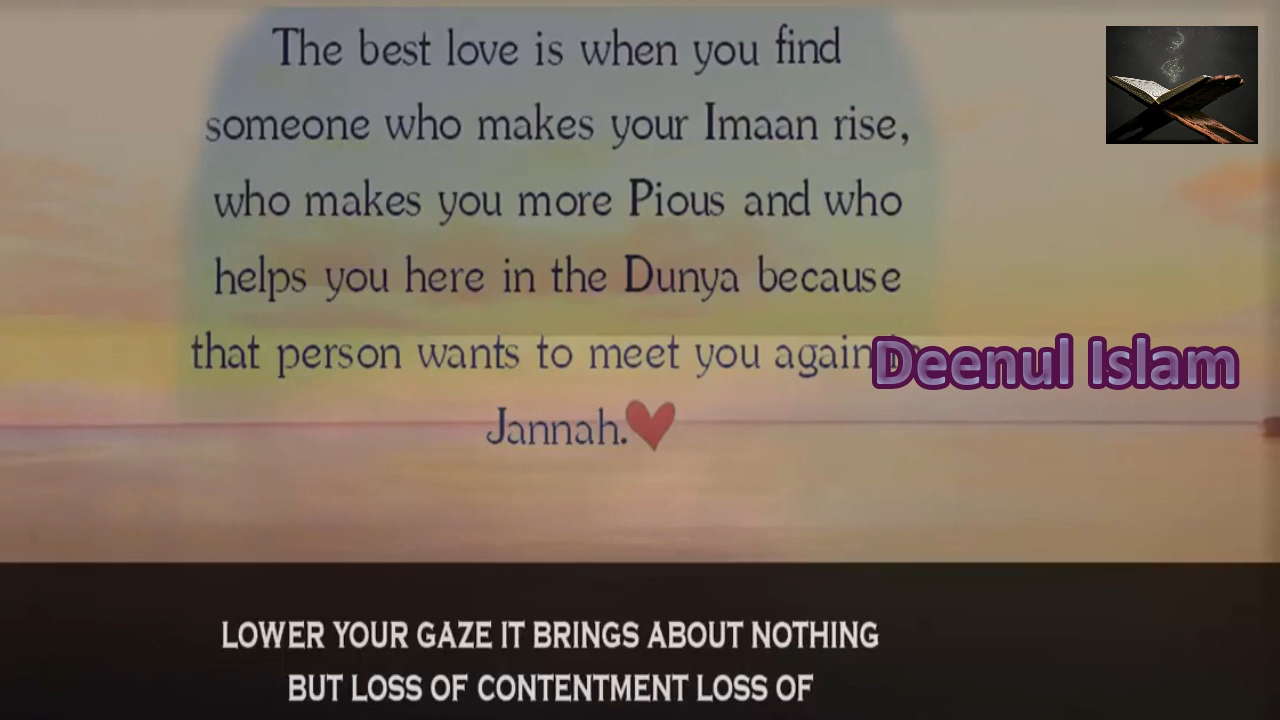 The best love is when you find
someone who makes your Imaan rise,
who makes you more Pious and who
helps you here in the Dunya because
that person wants to meet you again
Deenul Islam
Jannah.
LOWER YOUR GAZE IT BRINGS ABOUT NOTHING
BUT LOSS OF CONTENTMENT LOSS OF